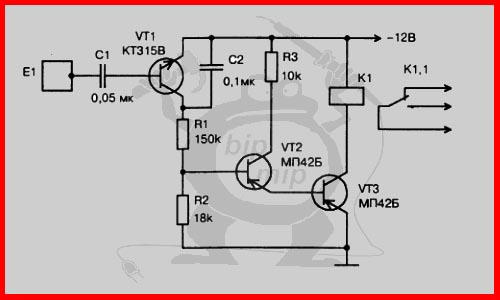 VT1
КТ315В
–12В
E1
C1
0,05 мк
C2
0,1мк
R3
10k
K1
K1,1
R1
150k
VT2
МП42Б
VT3
МП42Б
R2
18k
bip
mip